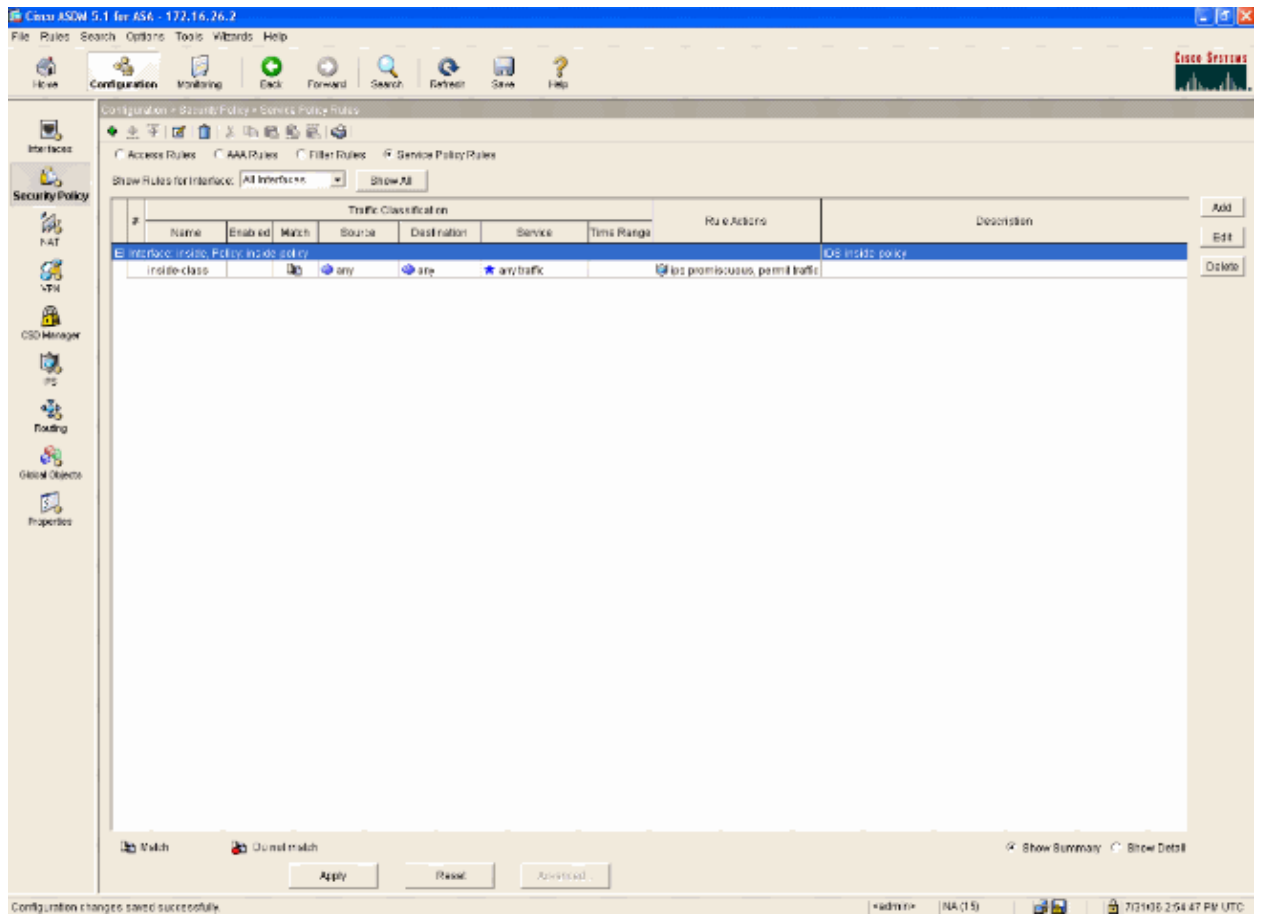 Cisco ASDM 5.1 for ASA - 172.16.26.2
File Rules Search Options Tools Wizards Help
Home Configuration Monitoring Back Forward Search Refresh Save Help
CISCO SYSTEMS
Configuration > Security Policy > Service Policy Rules
Interfaces
Security Policy
NAT
VPN
CSD Manager
IPS
Routing
Global Objects
Properties
Access Rules AAA Rules Filter Rules Service Policy Rules
Show Rules for Interface: All Interfaces Show All
# Traffic Classification Rule Actions Description
Name Enabled Match Source Destination Service Time Range
Interface: inside, Policy: inside-policy IDS inside policy
inside-class any any any traffic ips promiscuous, permit traffic
Add
Edit
Delete
Match Do not match
Show Summary Show Detail
Apply Reset Advanced...
Configuration changes saved successfully. <admin> NA (15) 7/31/06 2:54:47 PM UTC